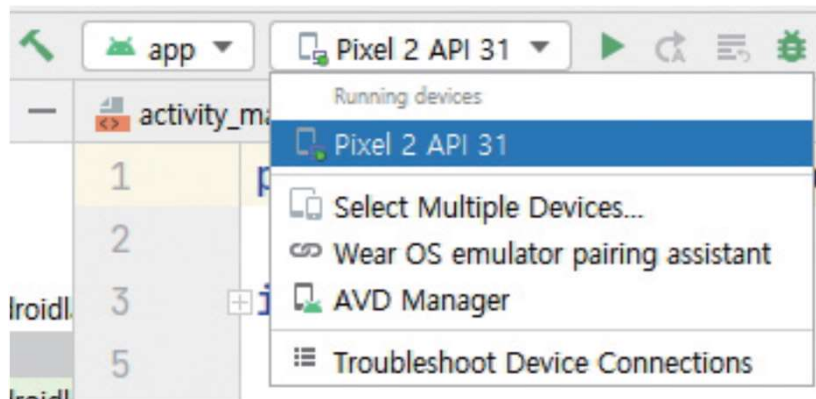 app
Pixel 2 API 31
activity_ma
Running devices
Pixel 2 API 31
1
Select Multiple Devices...
2
Wear OS emulator pairing assistant
3
AVD Manager
5
Troubleshoot Device Connections